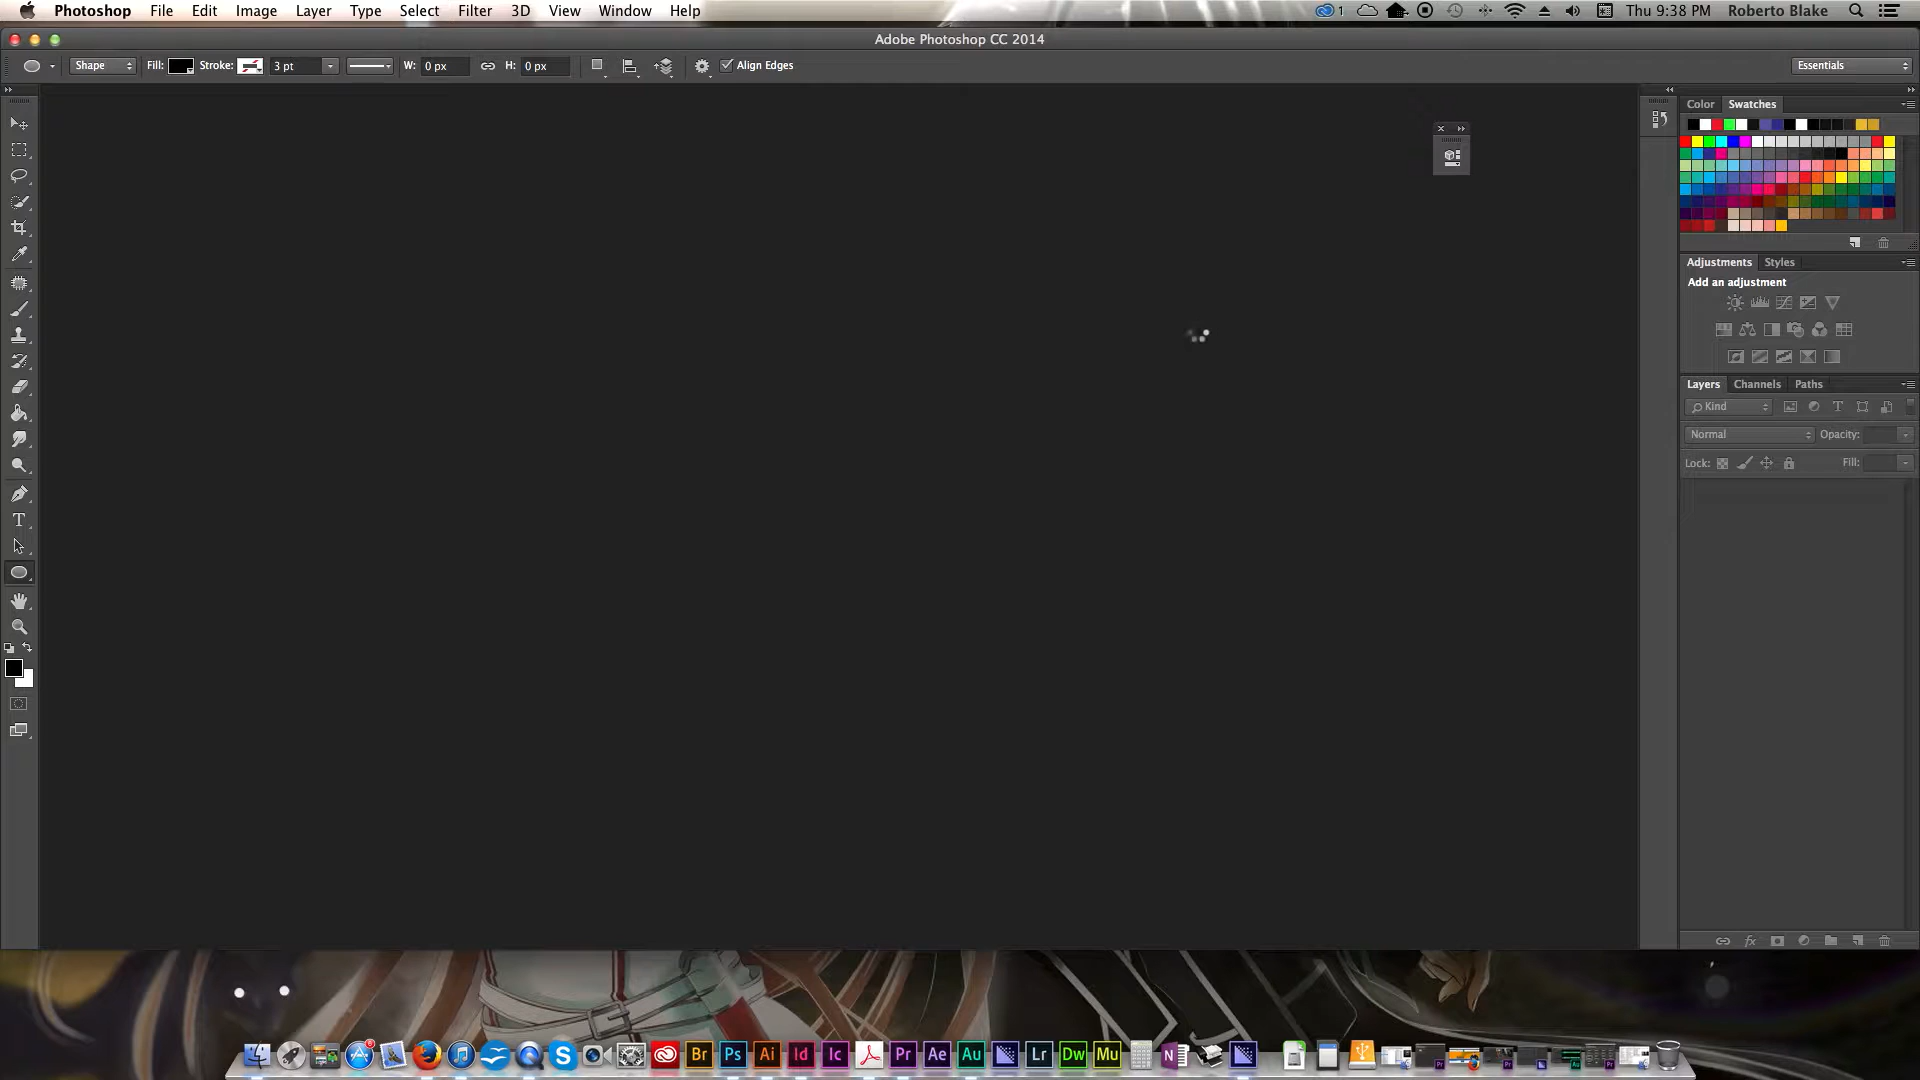 Photoshop File Edit Image Layer Type Select Filter 3D View Window Help 1 Thu 9:38 PM Roberto Blake
Adobe Photoshop CC 2014
Shape Fill: Stroke: 3 pt W: 0 px H: 0 px Align Edges Essentials
Color Swatches
Adjustments Styles
Add an adjustment
Layers Channels Paths
Kind T
Normal Opacity:
Lock: Fill:
T
fx
Br Ps Ai Id Ic Pr Ae Au Lr Dw Mu N